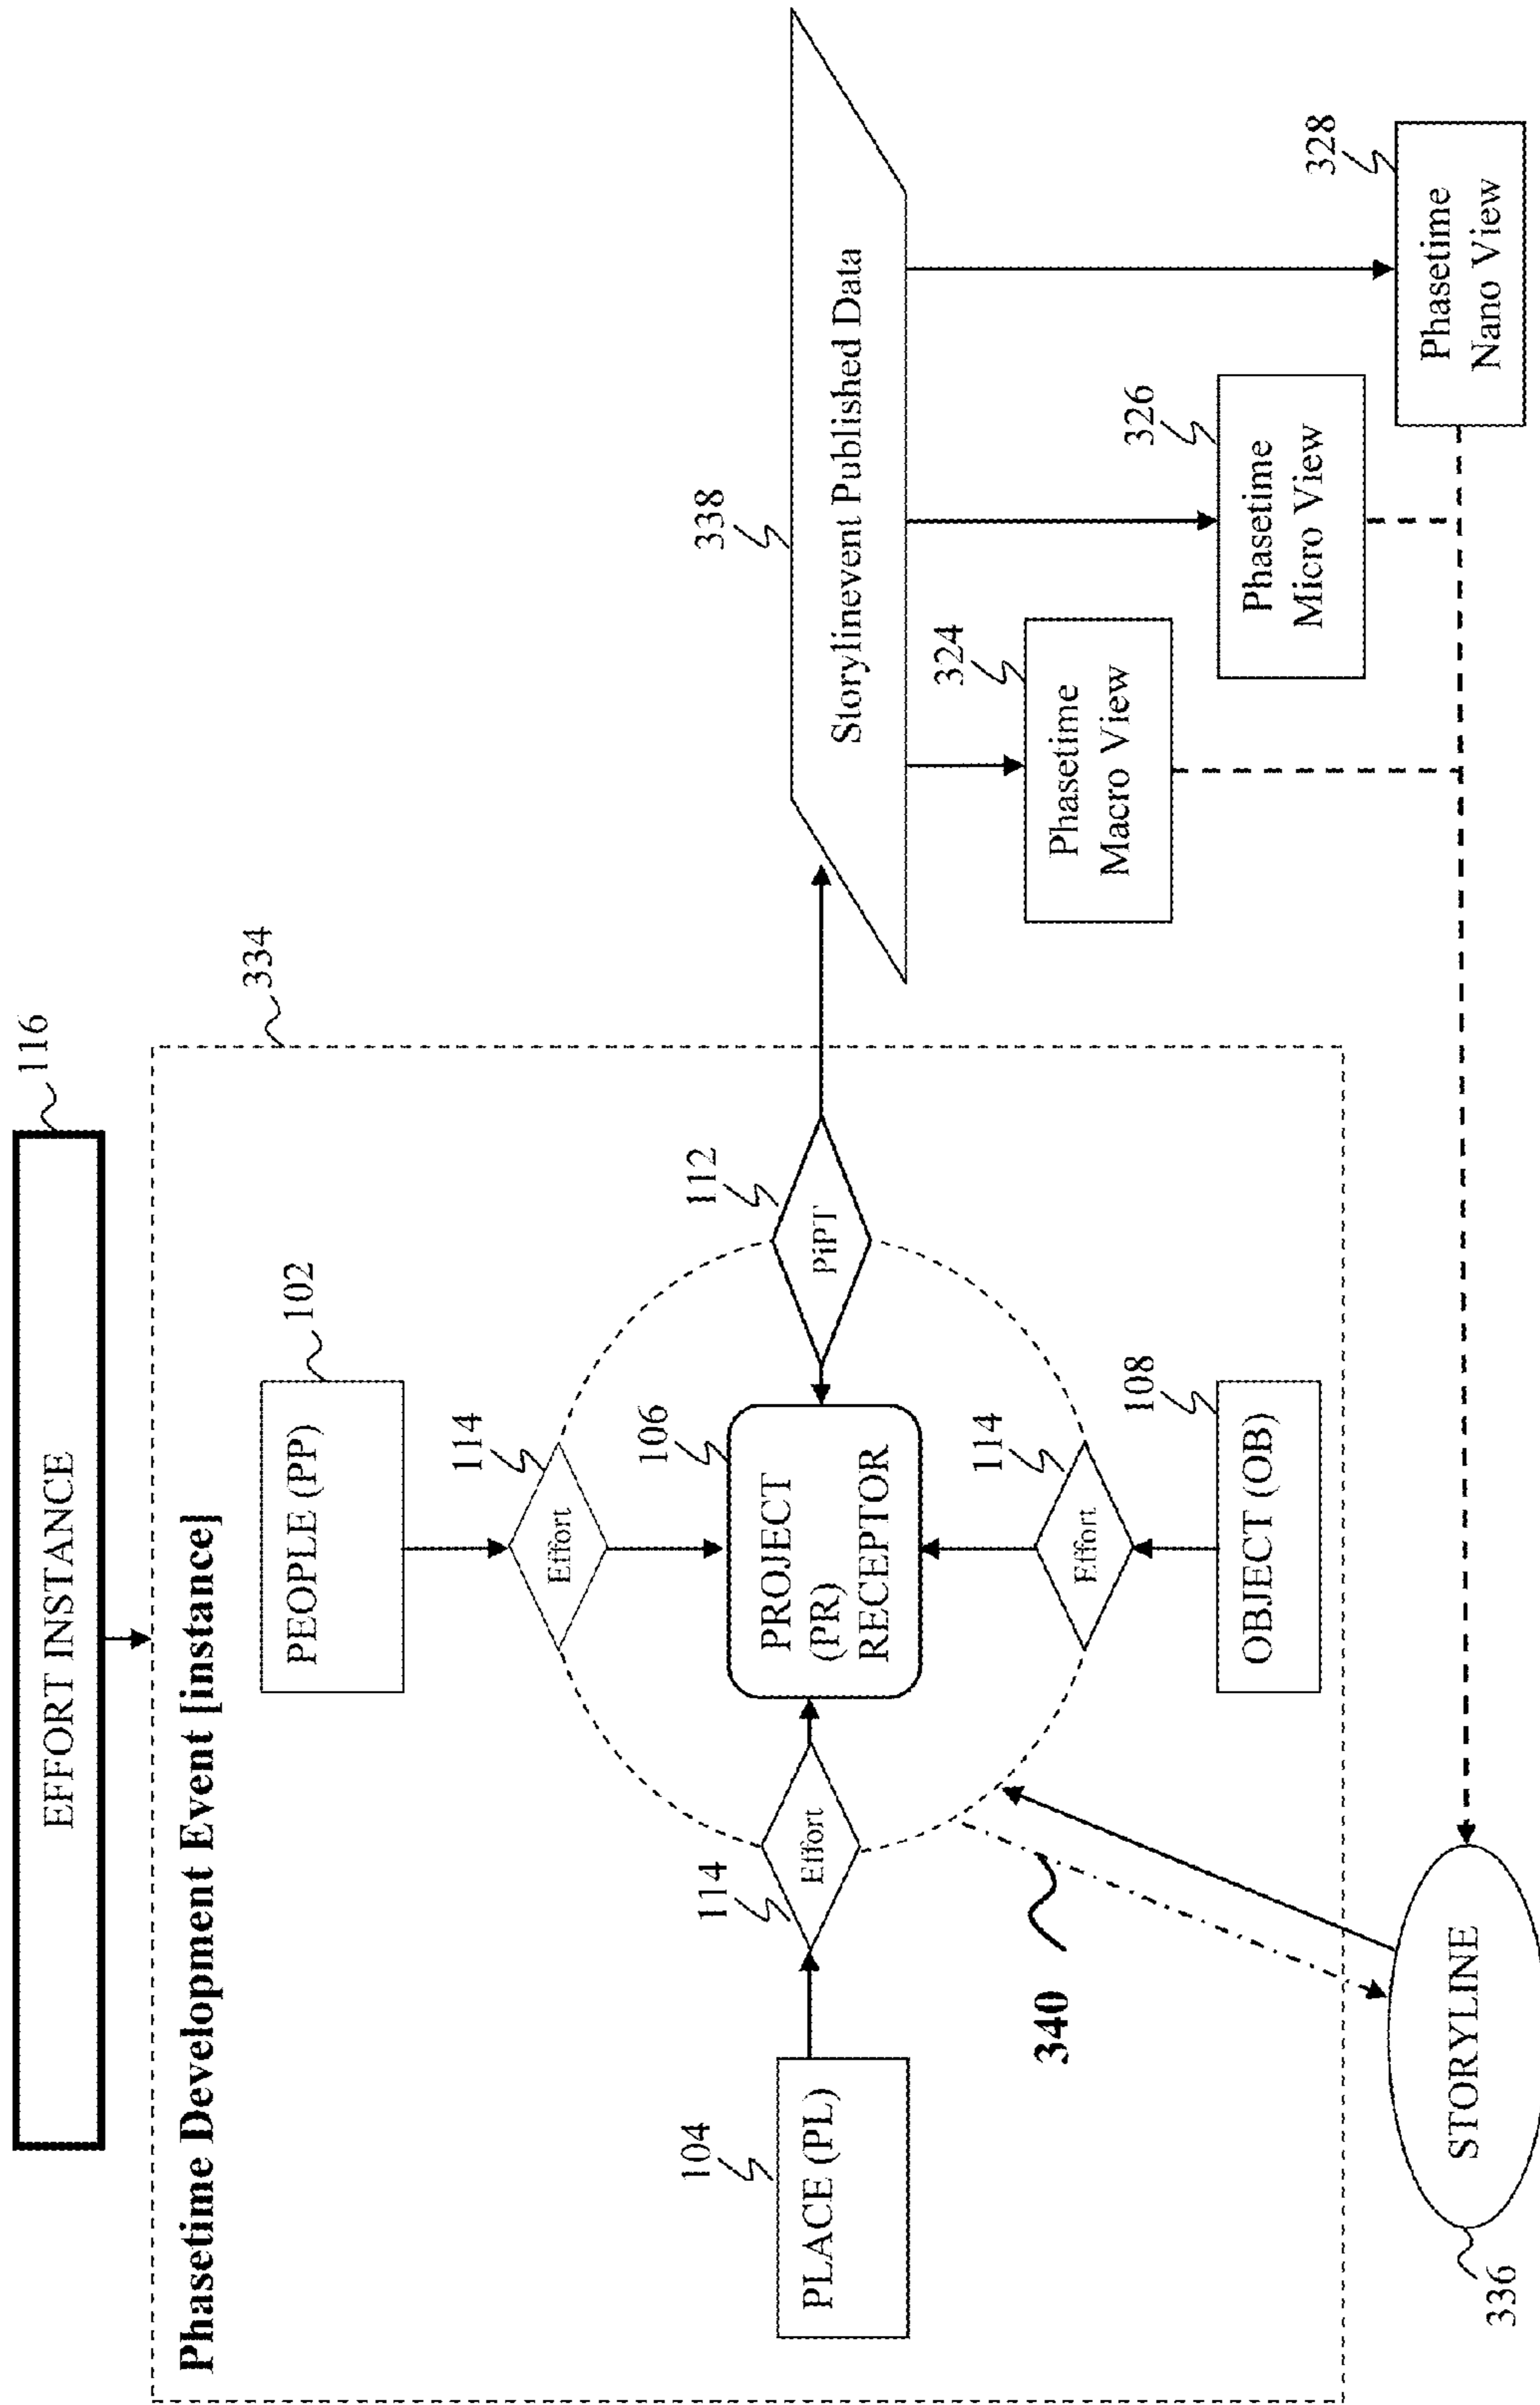 EFFORT INSTANCE
116
Phasetime Development Event [instance]
334
PEOPLE (PP)
102
114
Effort
PLACE (PL)
104
114
Effort
PROJECT
(PR)
RECEPTOR
106
PiPT
112
114
Effort
OBJECT (OB)
108
340
338
Storylinevent Published Data
324
Phasetime
Macro View
326
Phasetime
Micro View
328
Phasetime
Nano View
STORYLINE
336